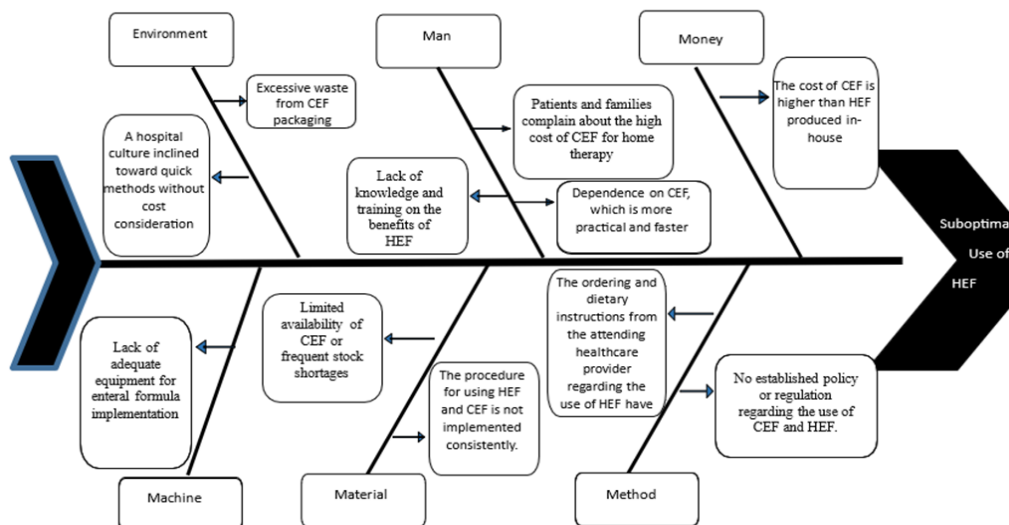 Environment
Man
Money
Excessive waste
from CEF
packaging
A hospital
culture inclined
toward quick
methods without
cost
consideration
Patients and families
complain about the high
cost of CEF for home
therapy
Lack of
knowledge and
training on the
benefits of
HEF
Dependence on CEF,
which is more
practical and faster
The cost of CEF is
higher than HEF
produced in-
house
Suboptima
Use of
HEF
Lack of
adequate
equipment for
enteral formula
implementation
Limited
availability of
CEF or
frequent stock
shortages
The procedure
for using HEF
and CEF is not
implemented
consistently.
The ordering and
dietary
instructions from
the attending
healthcare
provider
regarding the
use of HEF have
No established policy
or regulation
regarding the use of
CEF and HEF.
Machine
Material
Method